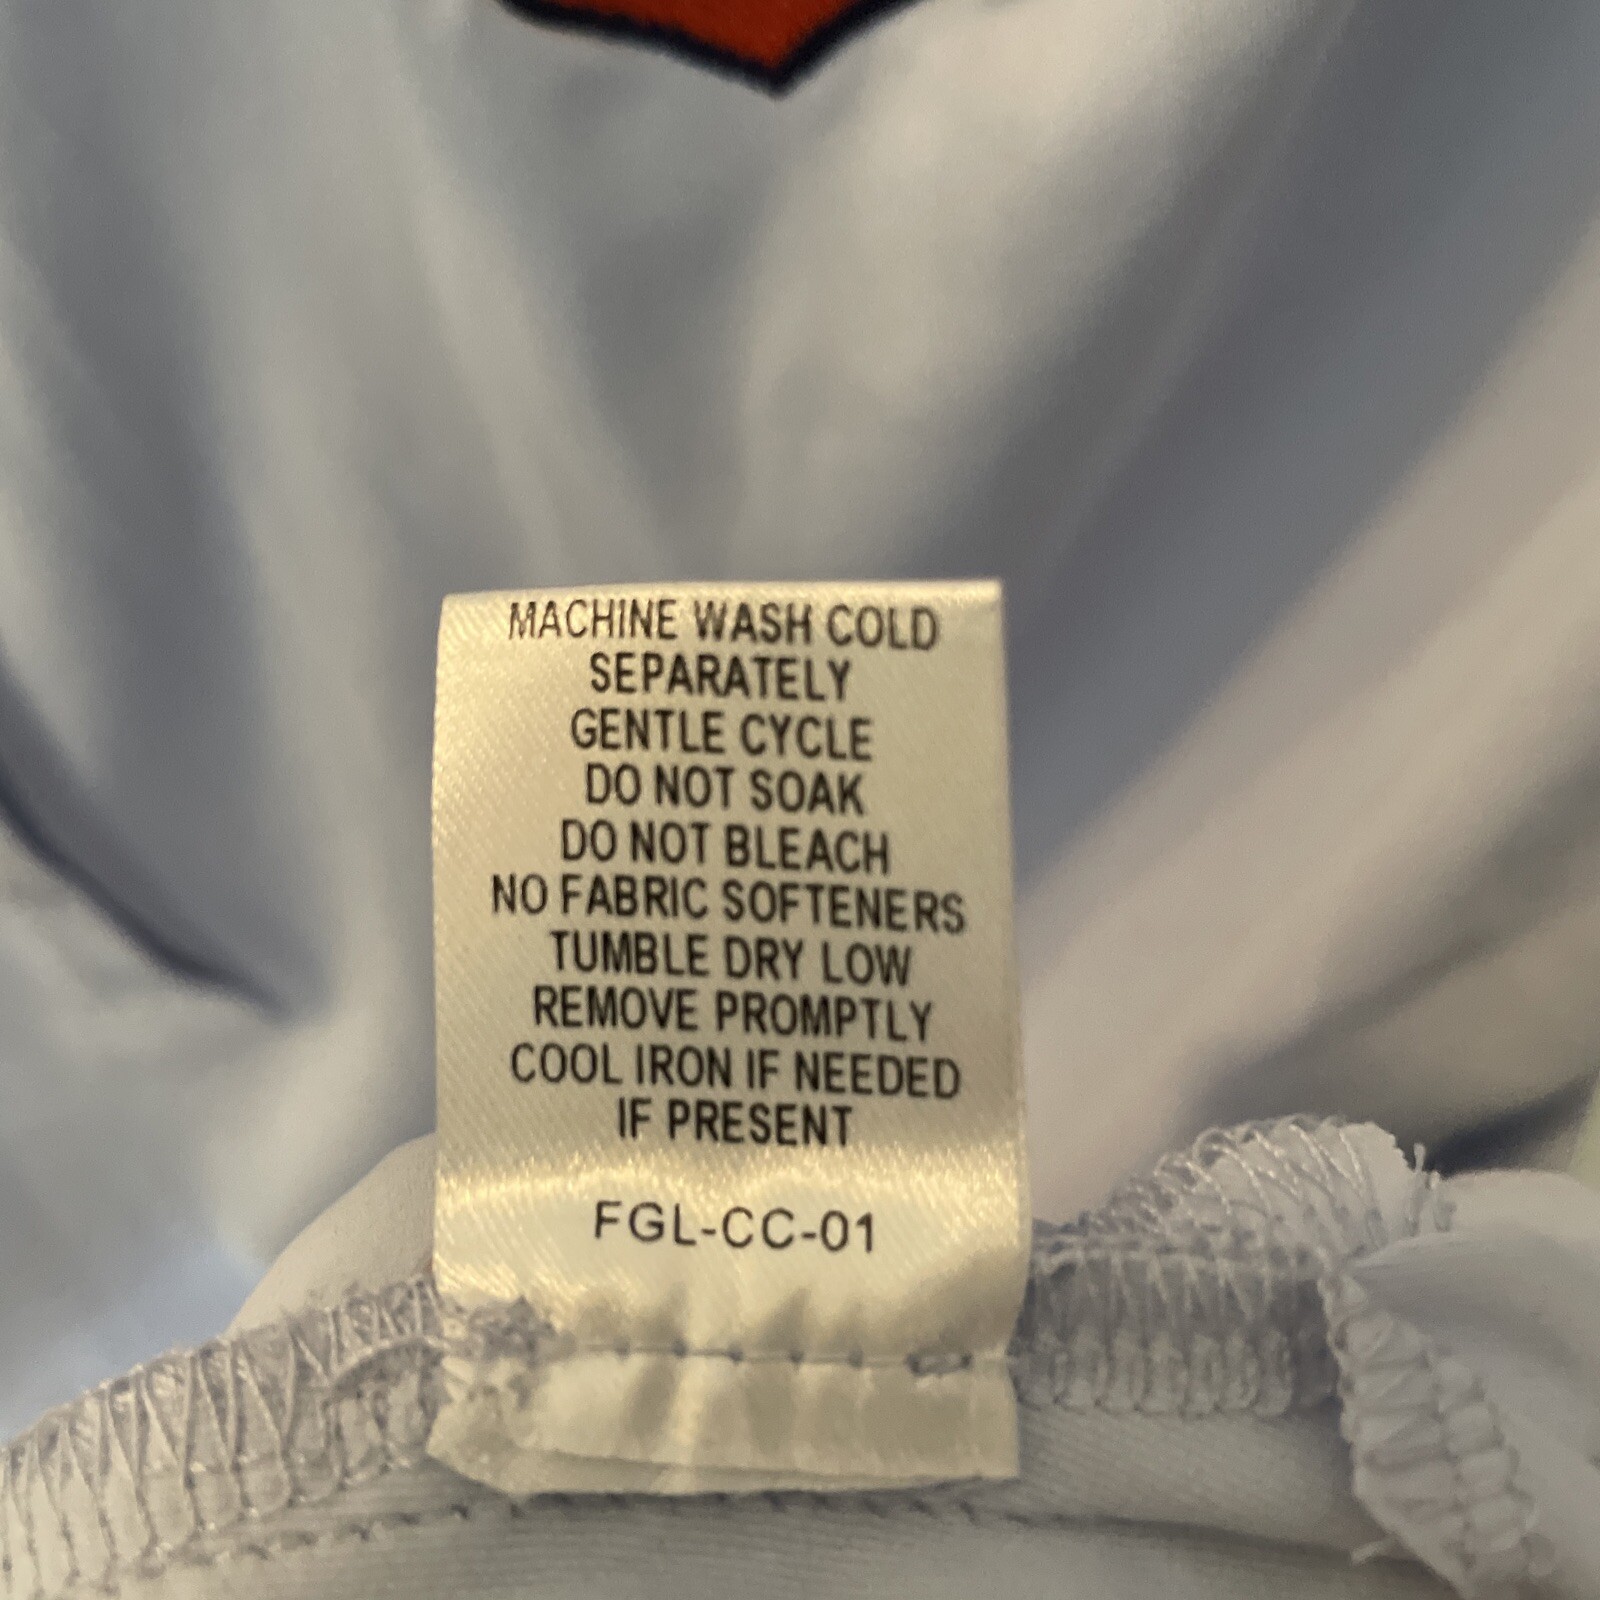 MACHINE WASH COLD
SEPARATELY
GENTLE CYCLE
DO NOT SOAK
DO NOT BLEACH
NO FABRIC SOFTENERS
TUMBLE DRY LOW
REMOVE PROMPTLY
COOL IRON IF NEEDED
IF PRESENT
FGL-CC-01